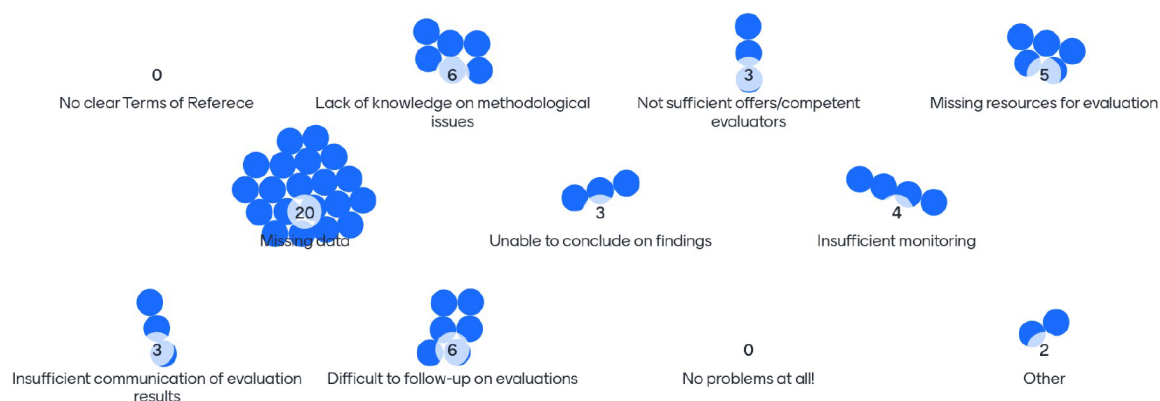 0
No clear Terms of Referece
6
Lack of knowledge on methodological
issues
3
Not sufficient offers/competent
evaluators
5
Missing resources for evaluation
20
Missing data
3
Unable to conclude on findings
4
Insufficient monitoring
3
Insufficient communication of evaluation
results
6
Difficult to follow-up on evaluations
0
No problems at all!
2
Other